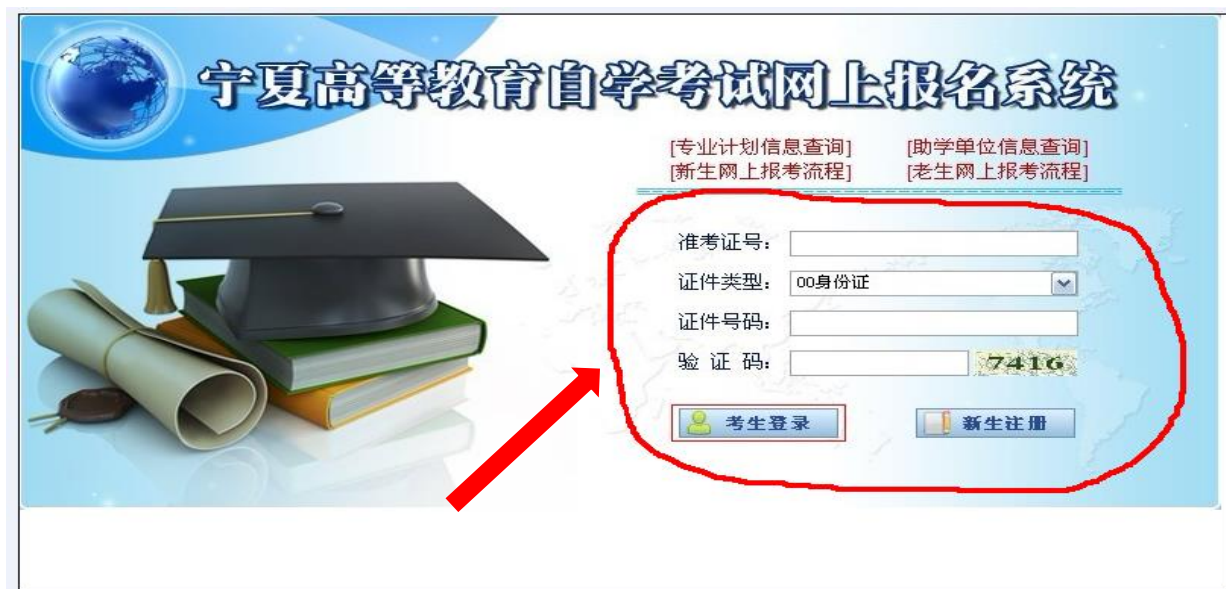 宁夏高等教育自学考试网上报名系统
[专业计划信息查询] [助学单位信息查询]
[新生网上报考流程] [老生网上报考流程]
准考证号:
证件类型: 00身份证
证件号码:
验 证 码: 7416
考生登录 新生注册